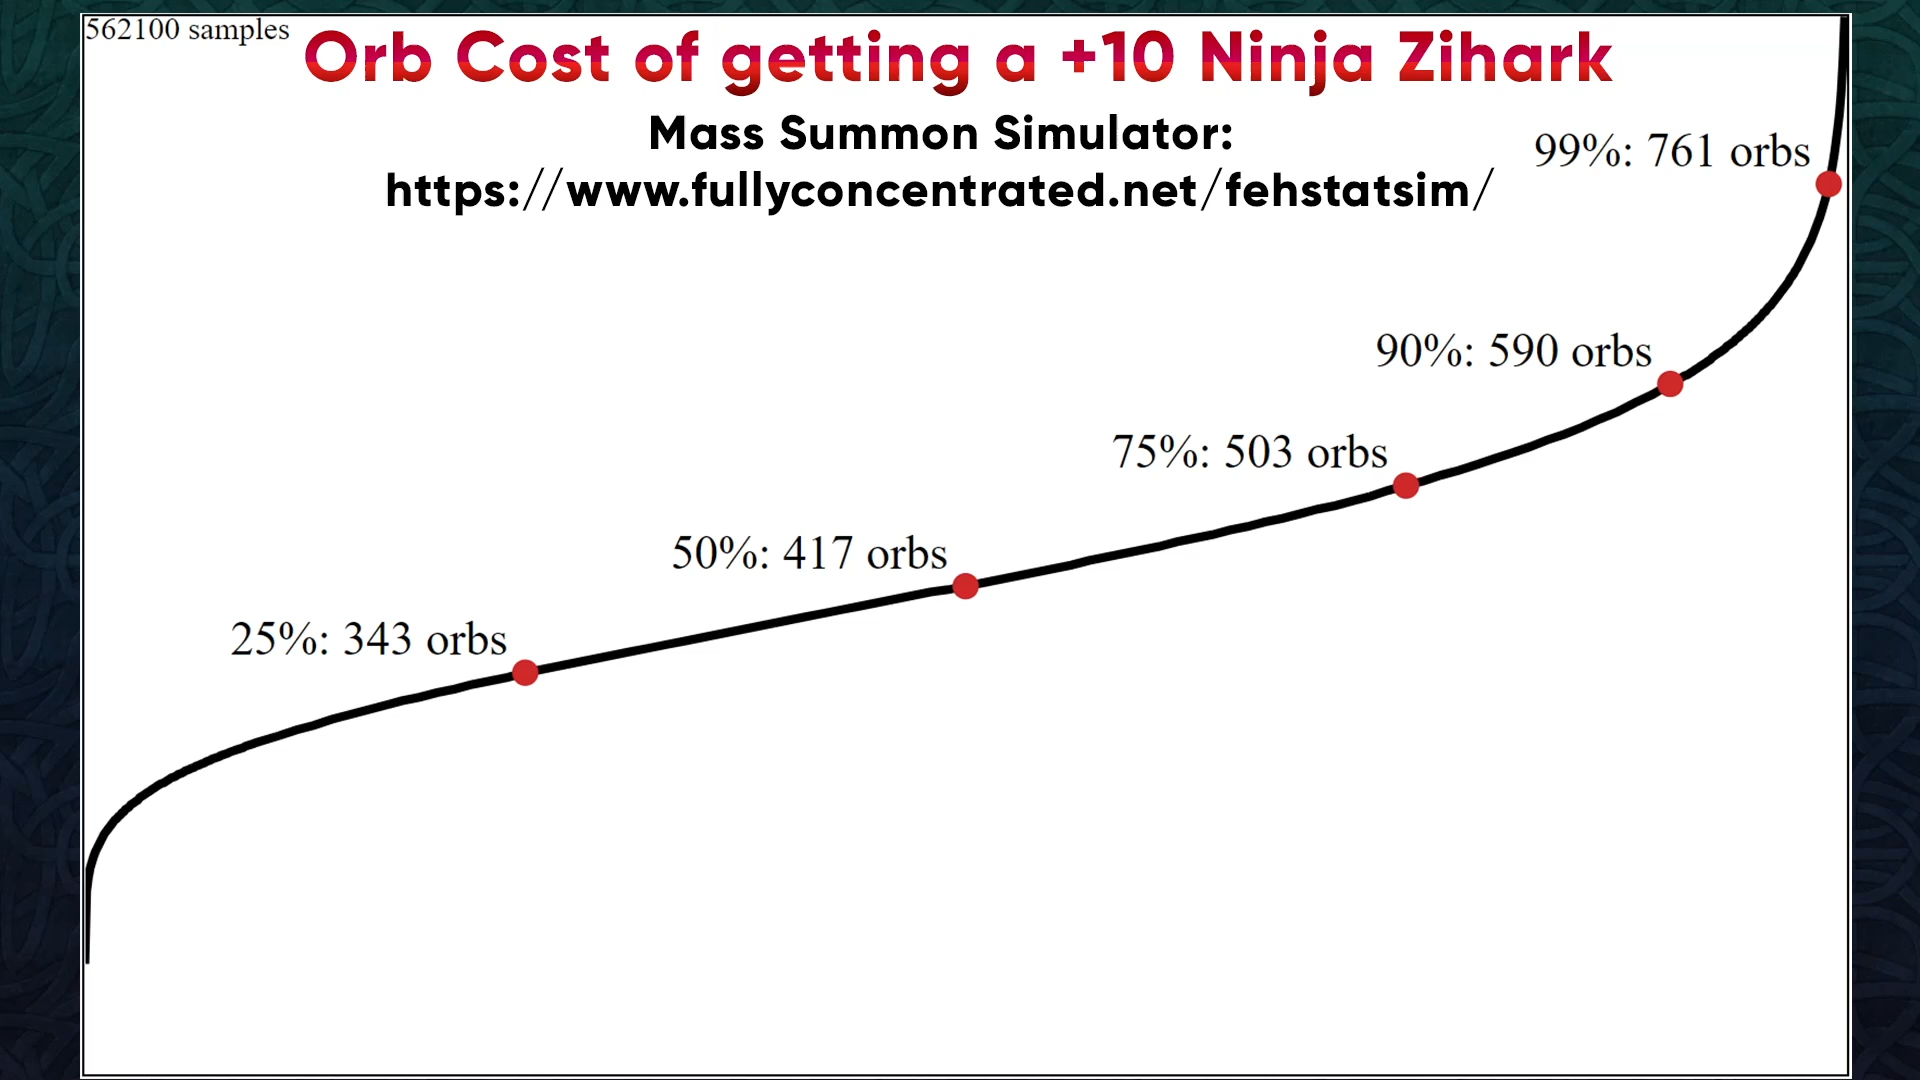 562100 samples
Orb Cost of getting a +10 Ninja Zihark
Mass Summon Simulator:
https://www.fullyconcentrated.net/fehstatsim/
99%: 761 orbs
90%: 590 orbs
75%: 503 orbs
50%: 417 orbs
25%: 343 orbs